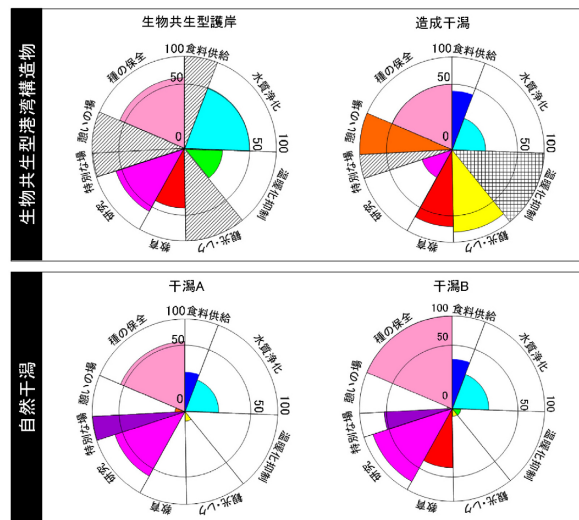 生物共生型港湾構造物
生物共生型護岸
100
50
0
50
100
食料供給
水質浄化
温暖化抑制
観光・レク
教育
研究
特別な場
憩いの場
種の保全
造成干潟
100
50
0
50
100
食料供給
水質浄化
温暖化抑制
観光・レク
教育
研究
特別な場
憩いの場
種の保全
自然干潟
干潟A
100
50
0
50
100
食料供給
水質浄化
温暖化抑制
観光・レク
教育
研究
特別な場
憩いの場
種の保全
干潟B
100
50
0
50
100
食料供給
水質浄化
温暖化抑制
観光・レク
教育
研究
特別な場
憩いの場
種の保全